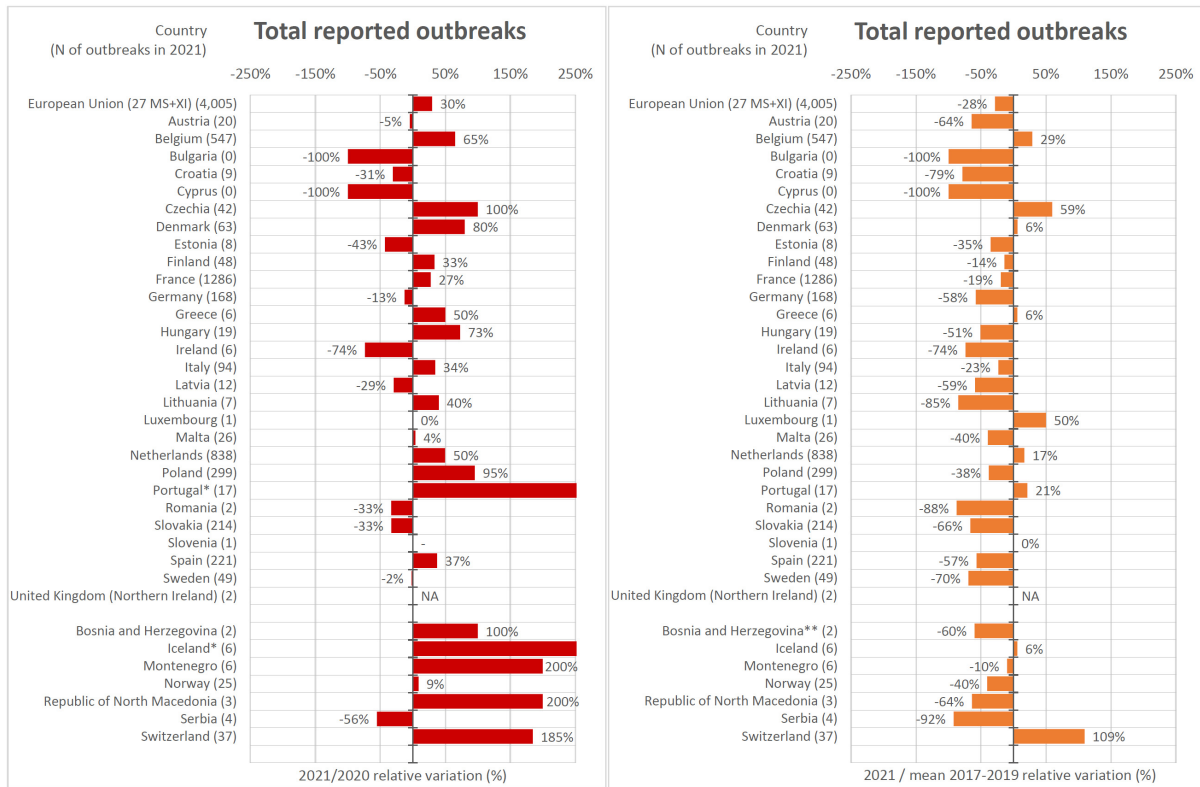 Country
(N of outbreaks in 2021)
Total reported outbreaks
-250% -150% -50% 50% 150% 250%
European Union (27 MS+XI) (4,005) 30%
Austria (20) -5%
Belgium (547) 65%
Bulgaria (0) -100%
Croatia (9) -31%
Cyprus (0) -100%
Czechia (42) 100%
Denmark (63) 80%
Estonia (8) -43%
Finland (48) 33%
France (1286) 27%
Germany (168) -13%
Greece (6) 50%
Hungary (19) 73%
Ireland (6) -74%
Italy (94) 34%
Latvia (12) -29%
Lithuania (7) 40%
Luxembourg (1) 0%
Malta (26) 4%
Netherlands (838) 50%
Poland (299) 95%
Portugal* (17)
Romania (2) -33%
Slovakia (214) -33%
Slovenia (1) -
Spain (221) 37%
Sweden (49) -2%
United Kingdom (Northern Ireland) (2) NA
Bosnia and Herzegovina (2) 100%
Iceland* (6)
Montenegro (6) 200%
Norway (25) 9%
Republic of North Macedonia (3) 200%
Serbia (4) -56%
Switzerland (37) 185%
2021/2020 relative variation (%)
Country
(N of outbreaks in 2021)
Total reported outbreaks
-250% -150% -50% 50% 150% 250%
European Union (27 MS+XI) (4,005) -28%
Austria (20) -64%
Belgium (547) 29%
Bulgaria (0) -100%
Croatia (9) -79%
Cyprus (0) -100%
Czechia (42) 59%
Denmark (63) 6%
Estonia (8) -35%
Finland (48) -14%
France (1286) -19%
Germany (168) -58%
Greece (6) 6%
Hungary (19) -51%
Ireland (6) -74%
Italy (94) -23%
Latvia (12) -59%
Lithuania (7) -85%
Luxembourg (1) 50%
Malta (26) -40%
Netherlands (838) 17%
Poland (299) -38%
Portugal (17) 21%
Romania (2) -88%
Slovakia (214) -66%
Slovenia (1) 0%
Spain (221) -57%
Sweden (49) -70%
United Kingdom (Northern Ireland) (2) NA
Bosnia and Herzegovina** (2) -60%
Iceland (6) 6%
Montenegro (6) -10%
Norway (25) -40%
Republic of North Macedonia (3) -64%
Serbia (4) -92%
Switzerland (37) 109%
2021 / mean 2017-2019 relative variation (%)